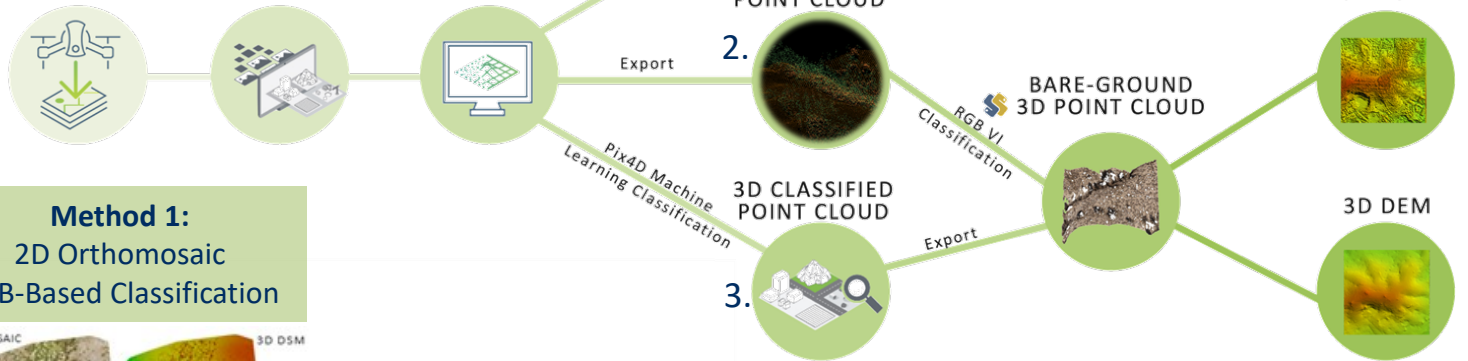 POINT CLOUD
2.
Export
BARE-GROUND
3D POINT CLOUD
RGB VI
Classification
Pix4D Machine
Learning Classification
3D CLASSIFIED
POINT CLOUD
3D DEM
Export
3.
Method 1:
2D Orthomosaic
B-Based Classification
SAIC
3D DSM